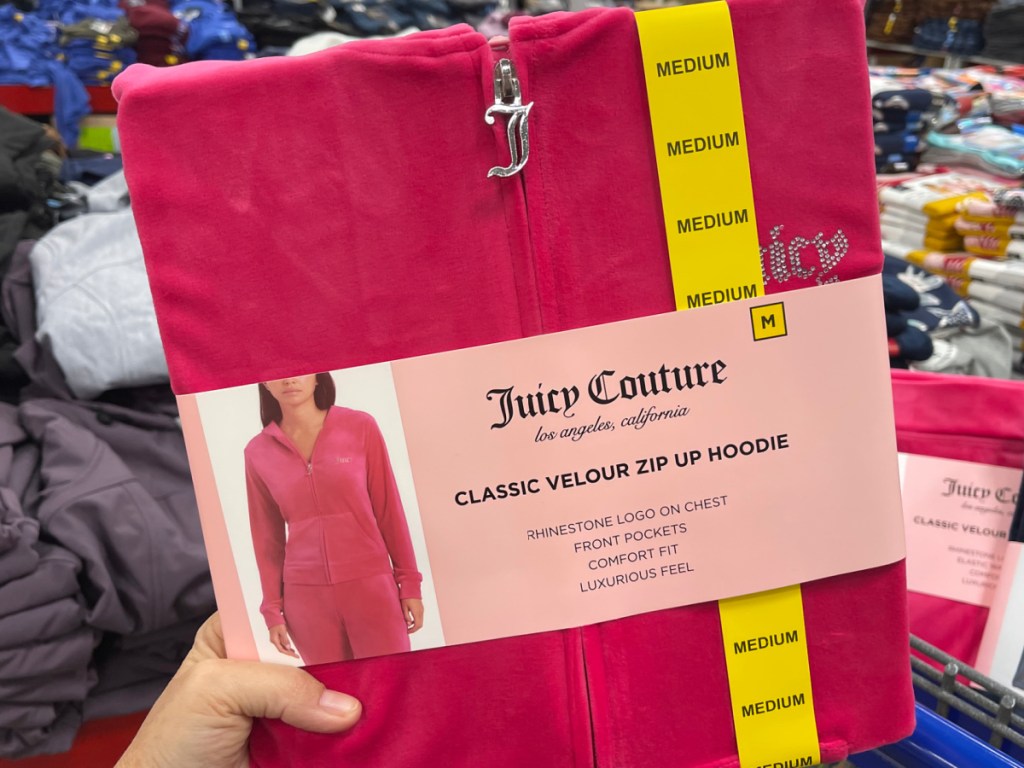 MEDIUM
MEDIUM
MEDIUM
MEDIUM
Juicy
M
Juicy Couture
los angeles, california
CLASSIC VELOUR ZIP UP HOODIE
RHINESTONE LOGO ON CHEST
FRONT POCKETS
COMFORT FIT
LUXURIOUS FEEL
MEDIUM
MEDIUM
MEDIUM
Juicy Co
CLASSIC VELOUR